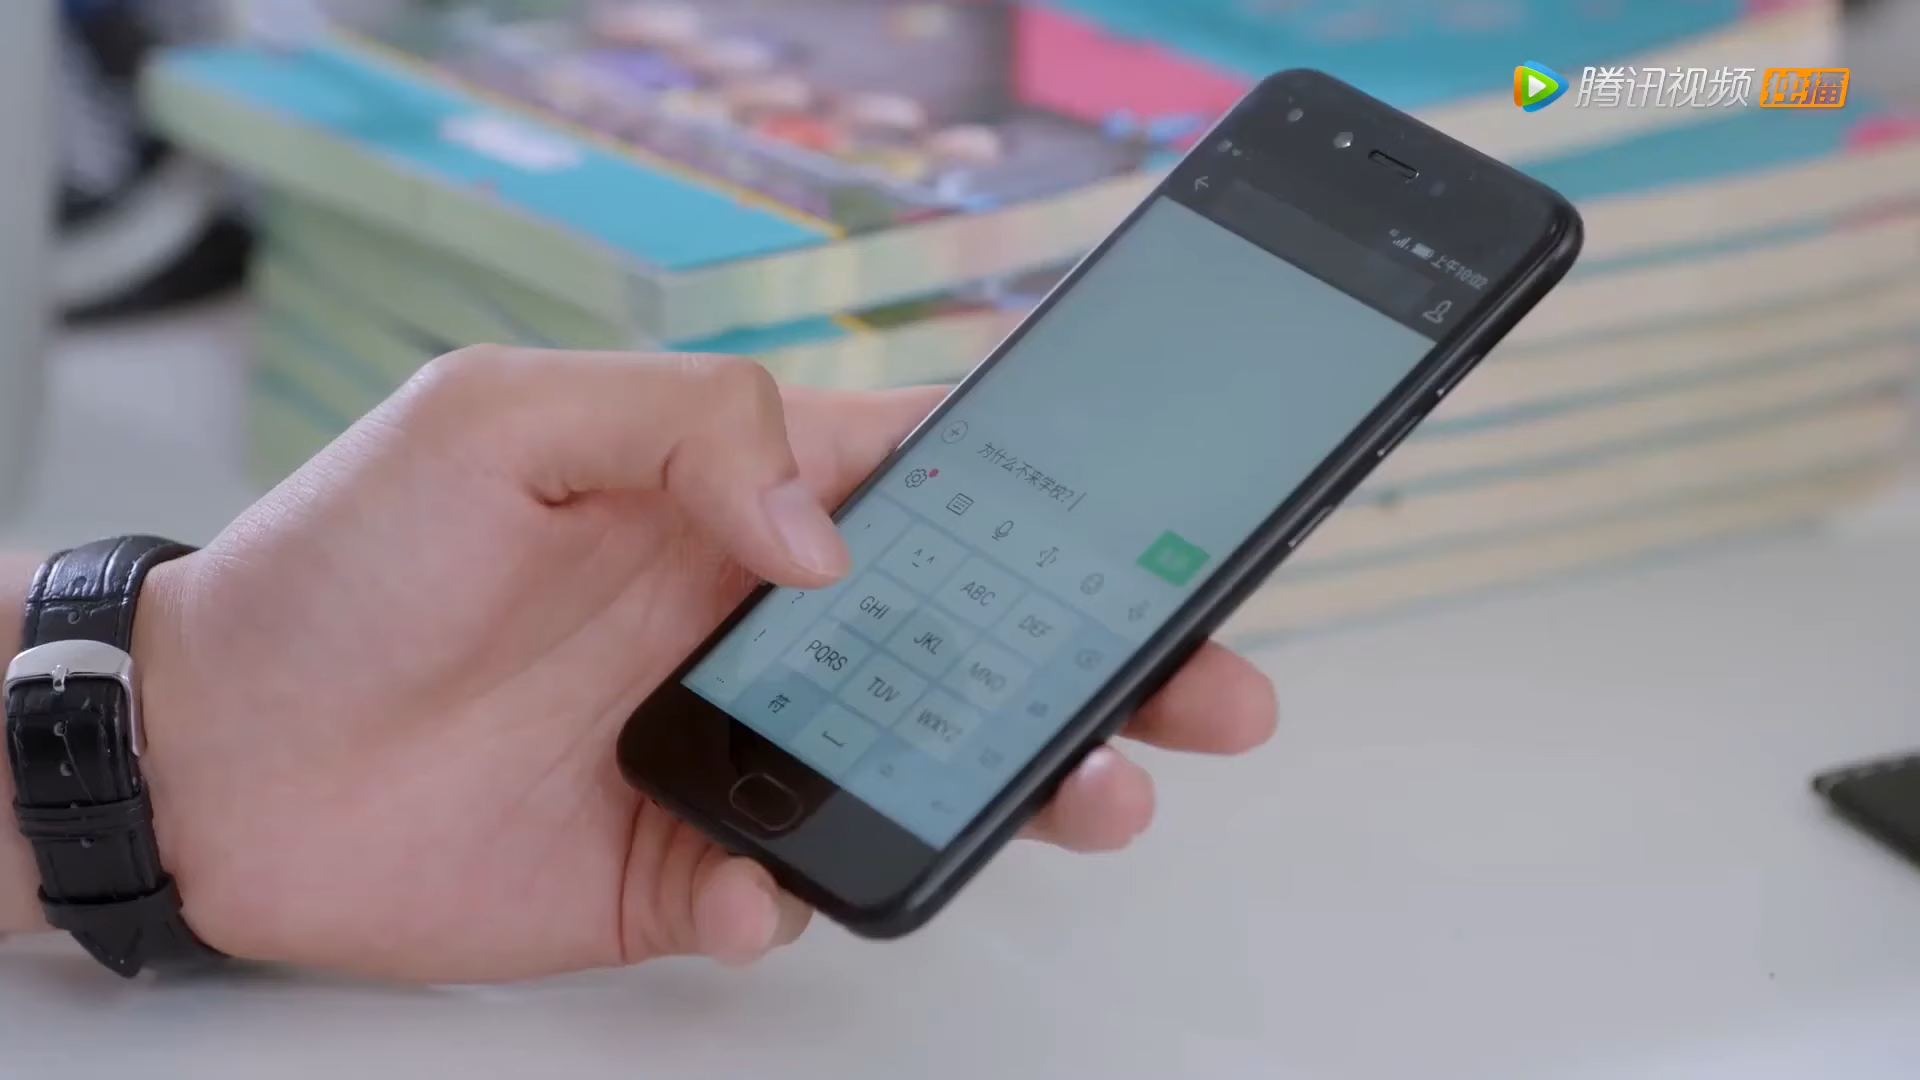 腾讯视频 独播
上午10:02
为什么不来学校?
,
^_^
ABC
DEF
?
GHI
JKL
MNO
!
PQRS
TUV
WXYZ
...
符